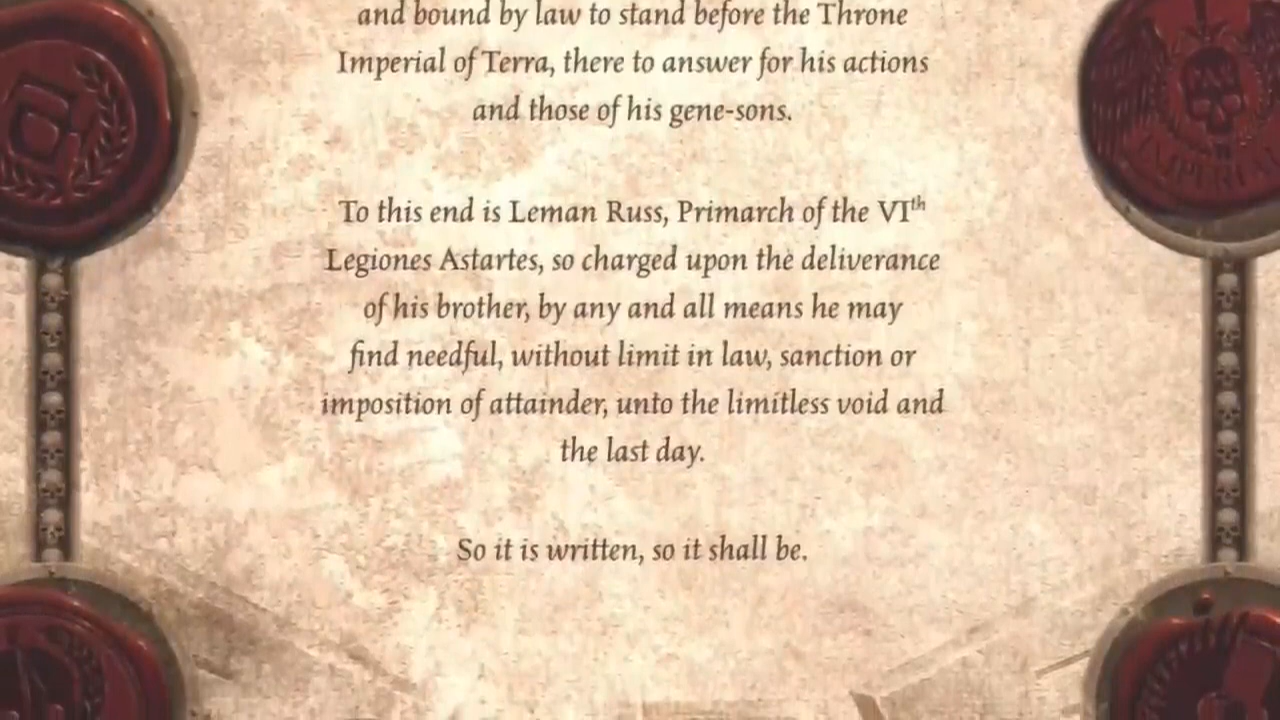 and bound by law to stand before the Throne
Imperial of Terra, there to answer for his actions
and those of his gene-sons.
To this end is Leman Russ, Primarch of the VIth
Legiones Astartes, so charged upon the deliverance
of his brother, by any and all means he may
find needful, without limit in law, sanction or
imposition of attainder, unto the limitless void and
the last day.
So it is written, so it shall be.